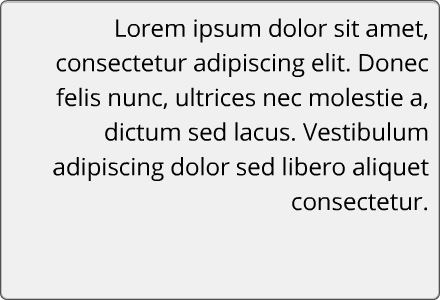 Lorem ipsum dolor sit amet,
consectetur adipiscing elit. Donec
felis nunc, ultrices nec molestie a,
dictum sed lacus. Vestibulum
adipiscing dolor sed libero aliquet
consectetur.